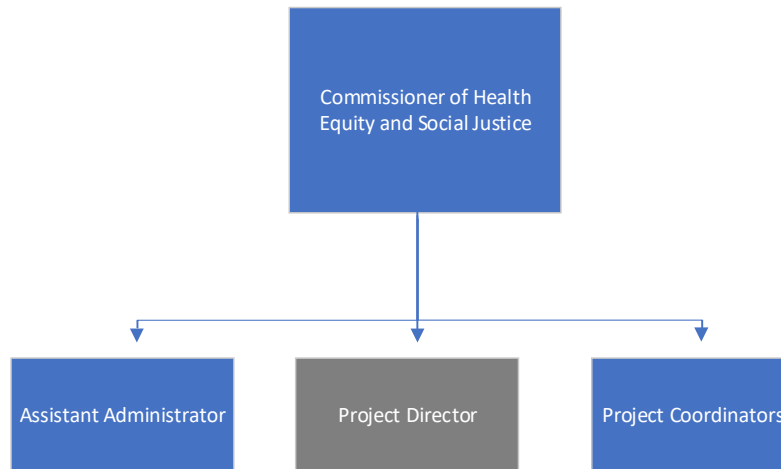 Commissioner of Health
Equity and Social Justice
Assistant Administrator
Project Director
Project Coordinators